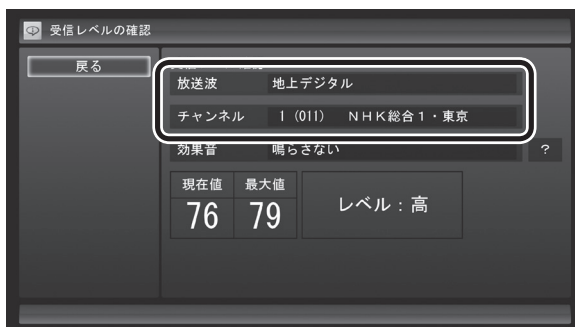 受信レベルの確認
戻る
放送波 地上デジタル
チャンネル 1 (011) NHK総合1・東京
効果音 鳴らさない ?
現在値 最大値
76 79
レベル：高